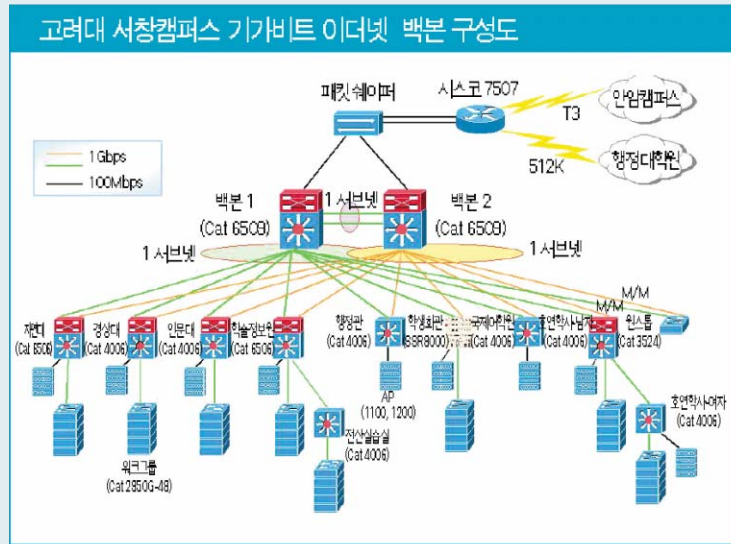 고려대 서창캠퍼스 기가비트 이더넷 백본 구성도
패킷 쉐이퍼
시스코 7507
안암캠퍼스
T3
1Gbps
100Mbps
행정대학원
512K
백본 1
(Cat 6509)
1 서브넷
백본 2
(Cat 6509)
1 서브넷
1 서브넷
M/M
M/M
자연대
(Cat 6506)
경상대
(Cat 4006)
인문대
(Cat 4006)
학술정보원
(Cat 6506)
행정관
(Cat 4006)
학생회관
(SSR8000)
국제대학원
(Cat 4006)
호연학사-남자
(Cat 4006)
원스톱
(Cat 3524)
AP
(1100, 1200)
호연학사-여자
(Cat 4006)
전산실습실
(Cat 4006)
워크그룹
(Cat 2950G-48)